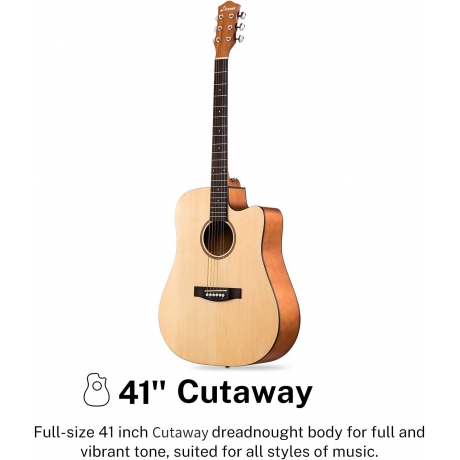 Donner
41" Cutaway
Full-size 41 inch Cutaway dreadnought body for full and
vibrant tone, suited for all styles of music.